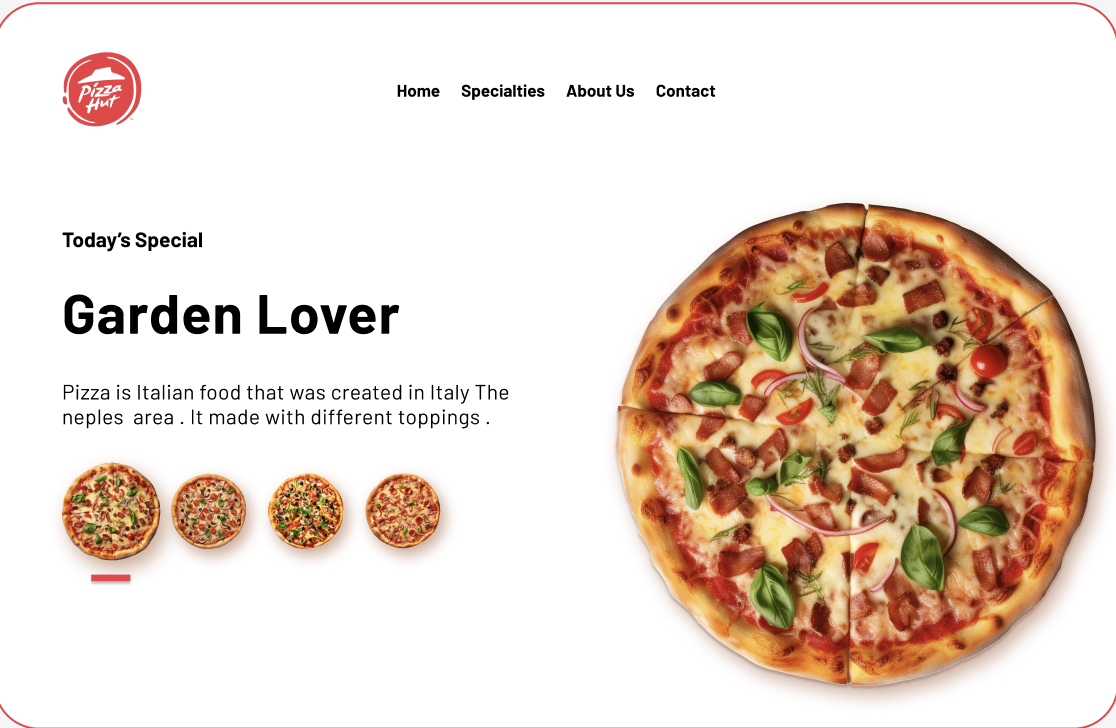 Pizza
Hut
Home Specialties About Us Contact
Today’s Special
Garden Lover
Pizza is Italian food that was created in Italy The
neples  area . It made with different toppings .